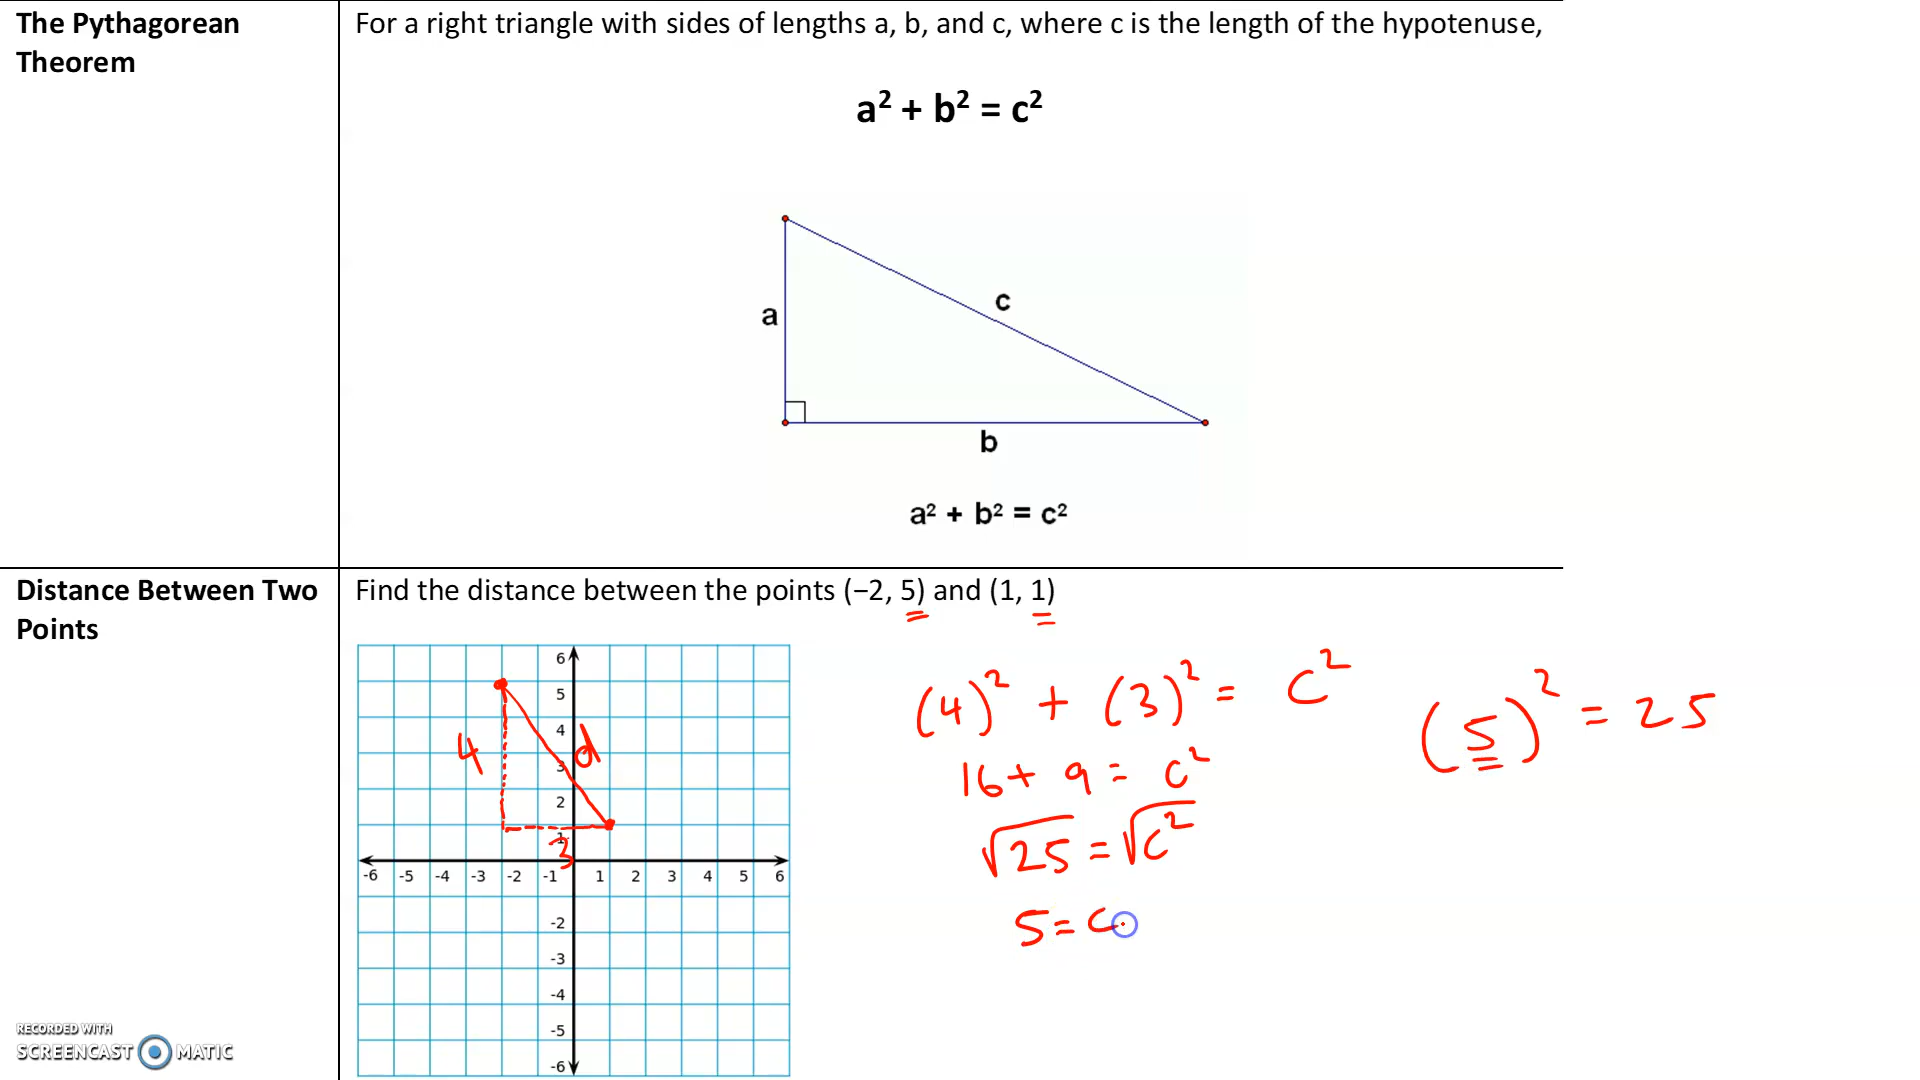 The Pythagorean
Theorem
For a right triangle with sides of lengths a, b, and c, where c is the length of the hypotenuse,
a² + b² = c²
a
c
b
a² + b² = c²
Distance Between Two
Points
Find the distance between the points (−2, 5) and (1, 1)
6
5
4
3
2
1
-6 -5 -4 -3 -2 -1 1 2 3 4 5 6
-2
-3
-4
-5
-6
4
d
3
(4)² + (3)² = c²
16 + 9 = c²
√25 = √c²
5 = c
(5)² = 25
RECORDED WITH
SCREENCAST MATIC